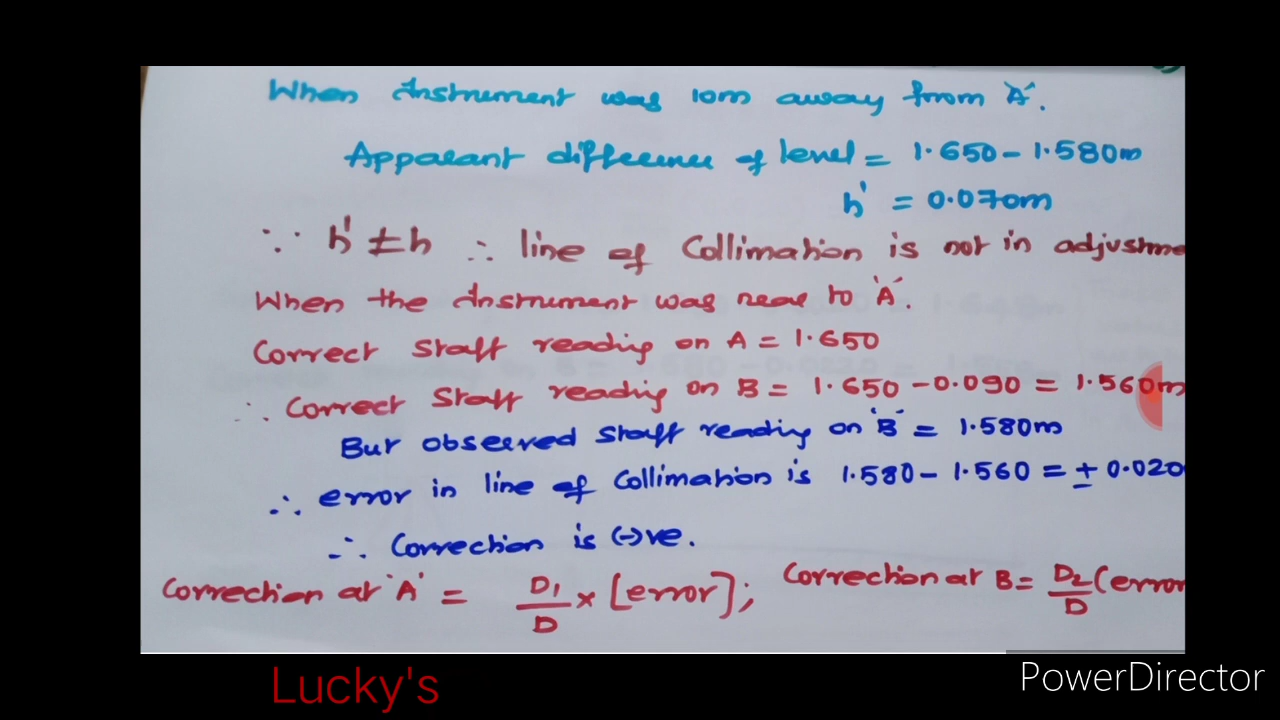 When Instrument was 10m away from 'A'.
Apparant difference of level = 1.650 - 1.580m
h' = 0.070m
∵ h' ≠ h ∴ line of Collimation is not in adjustme
When the Instrument was near to 'A'.
Correct Staff reading on A = 1.650
∴ Correct Staff reading on B = 1.650 - 0.090 = 1.560m
But observed Staff reading on 'B' = 1.580m
∴ error in line of Collimation is 1.580 - 1.560 = ± 0.020
∴ Correction is (-)ve.
Correction at 'A' = D1/D × [error]; Correction at B = D2/D (error
Lucky's
PowerDirector